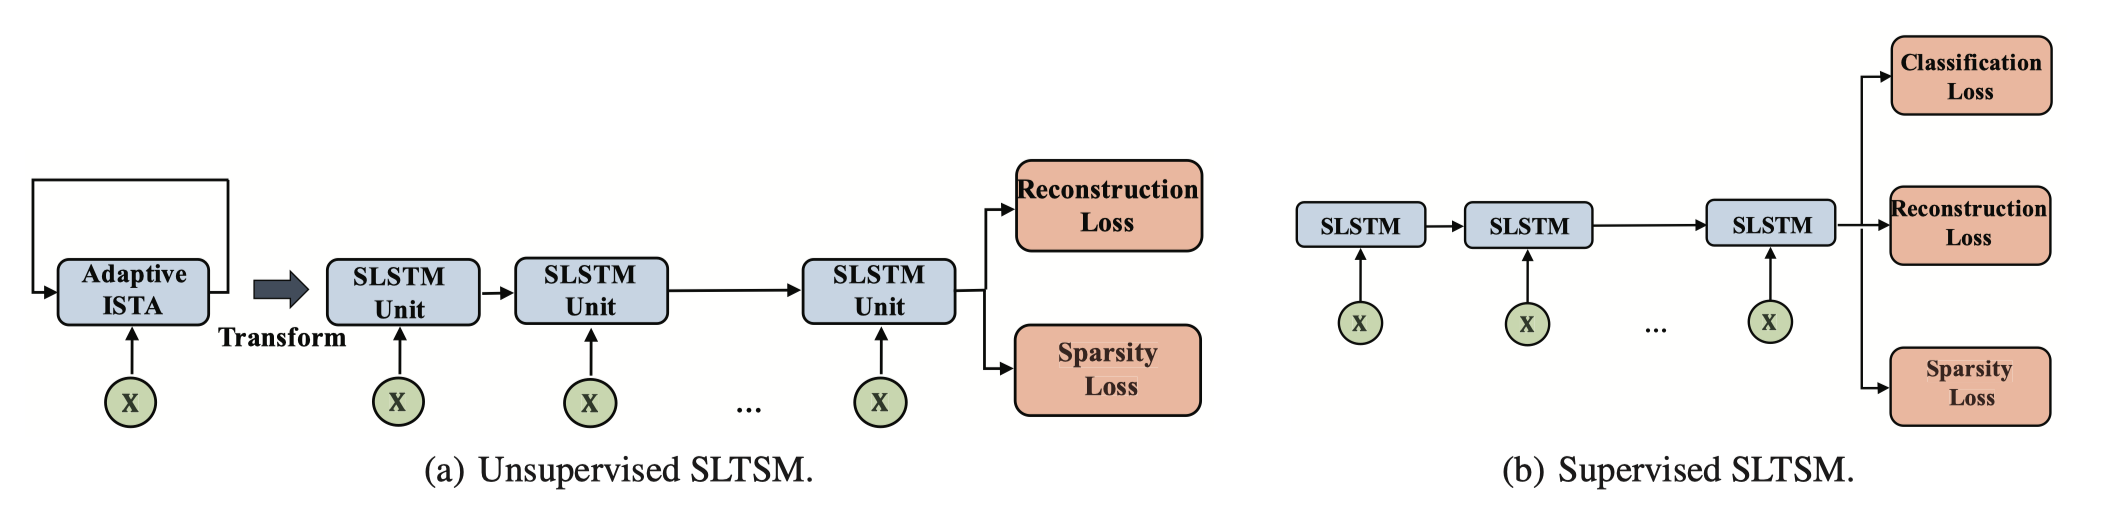 Adaptive
ISTA
X
Transform
SLSTM
Unit
X
SLSTM
Unit
X
...
SLSTM
Unit
X
Reconstruction
Loss
Sparsity
Loss
(a) Unsupervised SLTSM.
SLSTM
X
SLSTM
X
...
SLSTM
X
Classification
Loss
Reconstruction
Loss
Sparsity
Loss
(b) Supervised SLTSM.